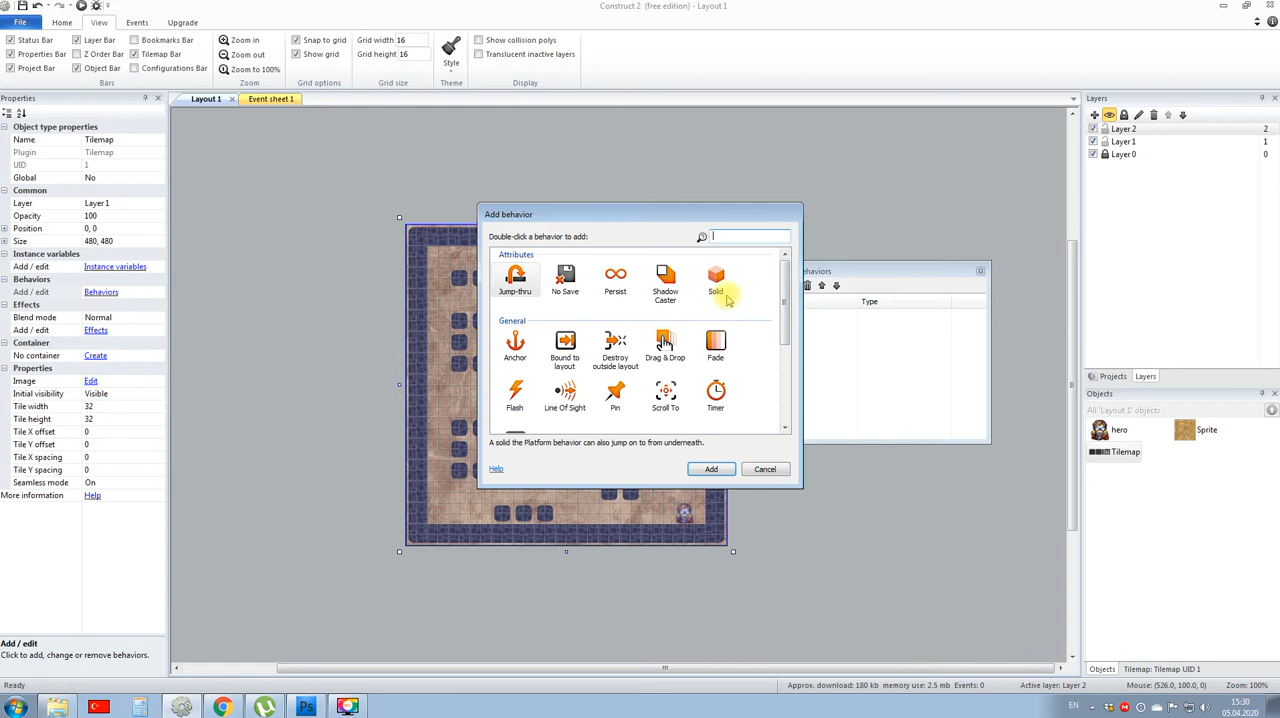 Construct 2 (free edition) - Layout 1
File Home View Events Upgrade
Status Bar Layer Bar Bookmarks Bar Zoom in Snap to grid Grid width 16 Show collision polys
Properties Bar Z Order Bar Tilemap Bar Zoom out Show grid Grid height 16 Style Translucent inactive layers
Project Bar Object Bar Configurations Bar Zoom to 100%
Bars Zoom Grid options Grid size Theme Display
Properties
Object type properties
Name Tilemap
Plugin Tilemap
UID 1
Global No
Common
Layer Layer 1
Opacity 100
Position 0, 0
Size 480, 480
Instance variables
Add / edit Instance variables
Behaviors
Add / edit Behaviors
Effects
Blend mode Normal
Add / edit Effects
Container
No container Create
Properties
Image Edit
Initial visibility Visible
Tile width 32
Tile height 32
Tile X offset 0
Tile Y offset 0
Tile X spacing 0
Tile Y spacing 0
Seamless mode On
More information Help
Add / edit
Click to add, change or remove behaviors.
Layout 1 Event sheet 1
Add behavior
Double-click a behavior to add:
Attributes
Jump-thru No Save Persist Shadow Caster Solid
General
Anchor Bound to layout Destroy outside layout Drag & Drop Fade
Flash Line Of Sight Pin Scroll To Timer
A solid the Platform behavior can also jump on to from underneath.
Help Add Cancel
Type
Layers
Layer 2 2
Layer 1 1
Layer 0 0
Projects Layers
Objects
All 'Layout 1' objects
hero Sprite
Tilemap
Objects Tilemap: Tilemap UID 1
Ready Approx. download: 180 kb memory use: 2.5 mb Events: 0 Active layer: Layer 2 Mouse: (526.0, 100.0, 0) Zoom: 100%
Ps
EN 15:30
05.04.2020